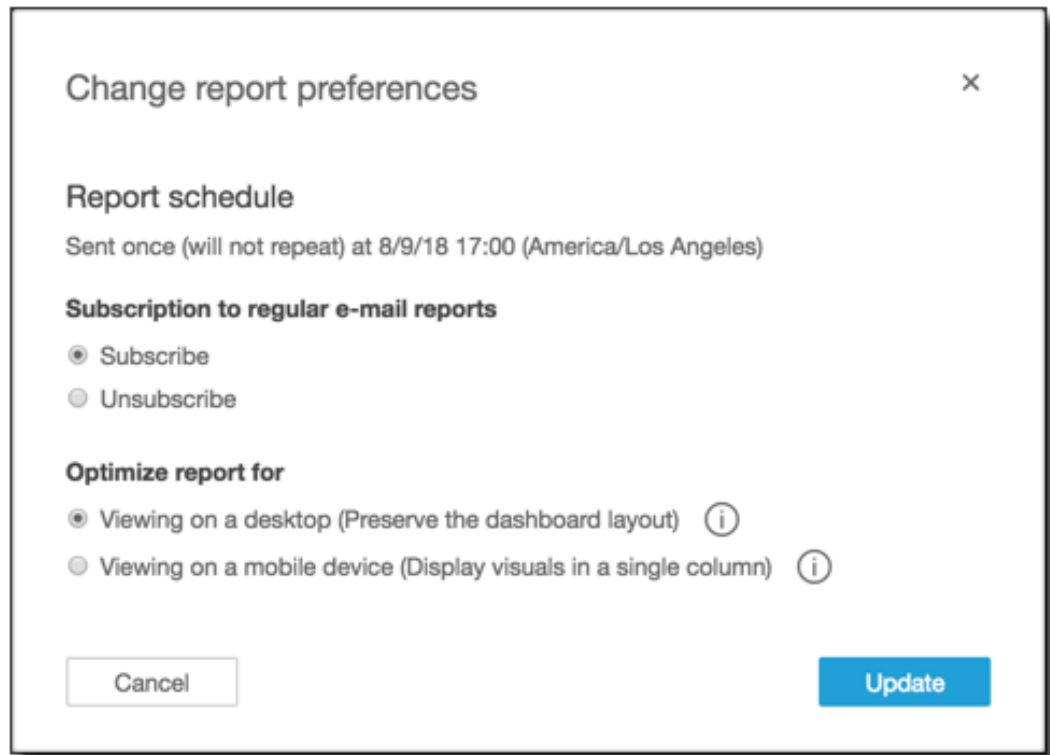 Change report preferences
Report schedule
Sent once (will not repeat) at 8/9/18 17:00 (America/Los Angeles)
Subscription to regular e-mail reports
Subscribe
Unsubscribe
Optimize report for
Viewing on a desktop (Preserve the dashboard layout)
Viewing on a mobile device (Display visuals in a single column)
Cancel
Update